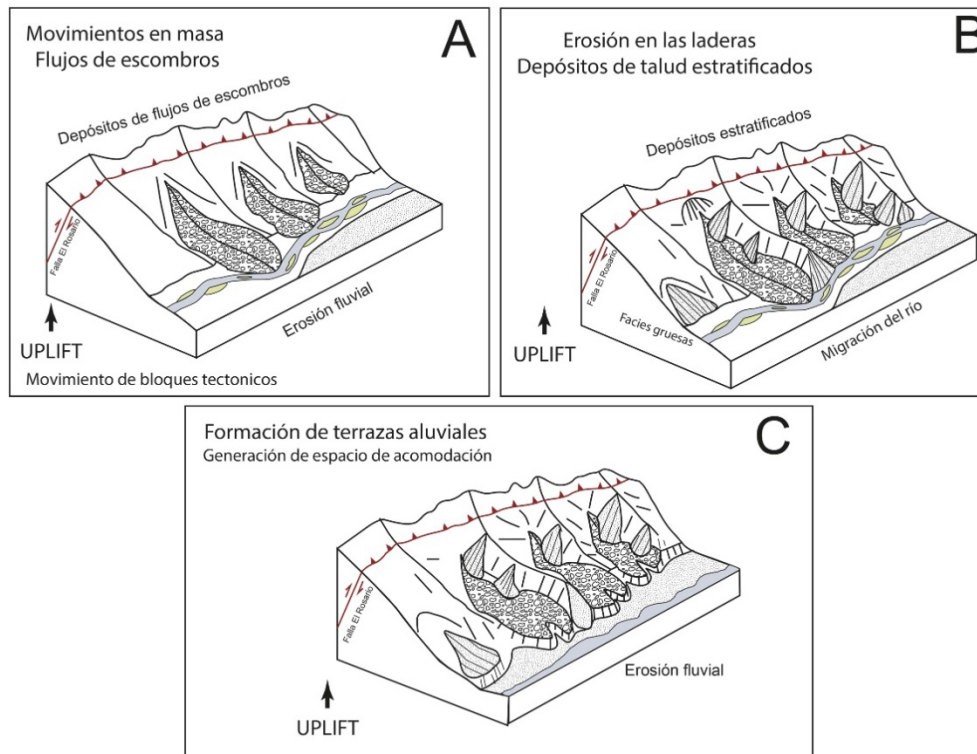 Movimientos en masa
Flujos de escombros
A
Depósitos de flujos de escombros
Falla El Rosario
Erosión fluvial
UPLIFT
Movimiento de bloques tectonicos
Erosión en las laderas
Depósitos de talud estratificados
B
Depósitos estratificados
Falla El Rosario
Facies gruesas
Migración del río
UPLIFT
Formación de terrazas aluviales
Generación de espacio de acomodación
C
Falla El Rosario
Erosión fluvial
UPLIFT